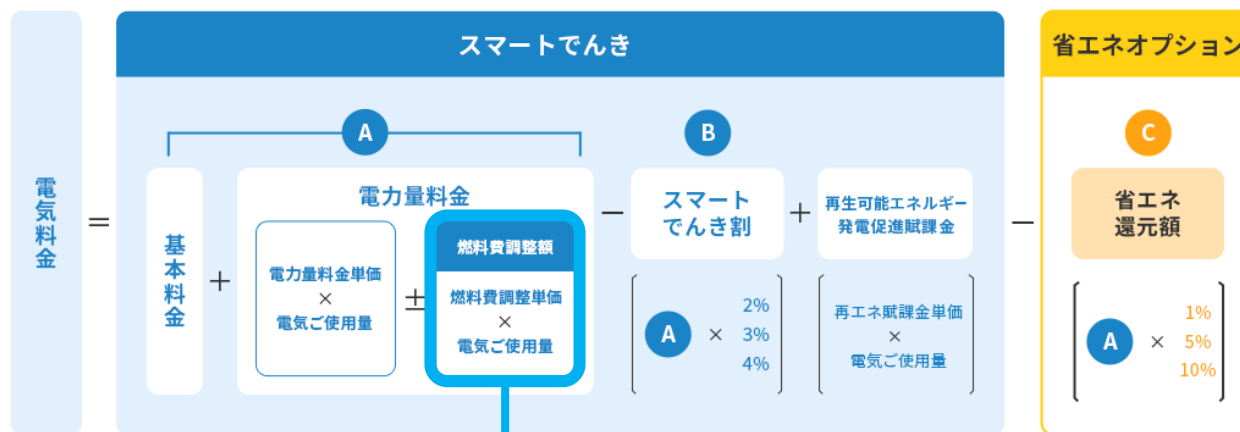 スマートでんき
省エネオプション
A
B
C
電気料金
=
基本料金
+
電力量料金
電力量料金単価
×
電気ご使用量
±
燃料費調整額
燃料費調整単価
×
電気ご使用量
−
スマート
でんき割
A × 2%
3%
4%
+
再生可能エネルギー
発電促進賦課金
再エネ賦課金単価
×
電気ご使用量
−
省エネ
還元額
A × 1%
5%
10%